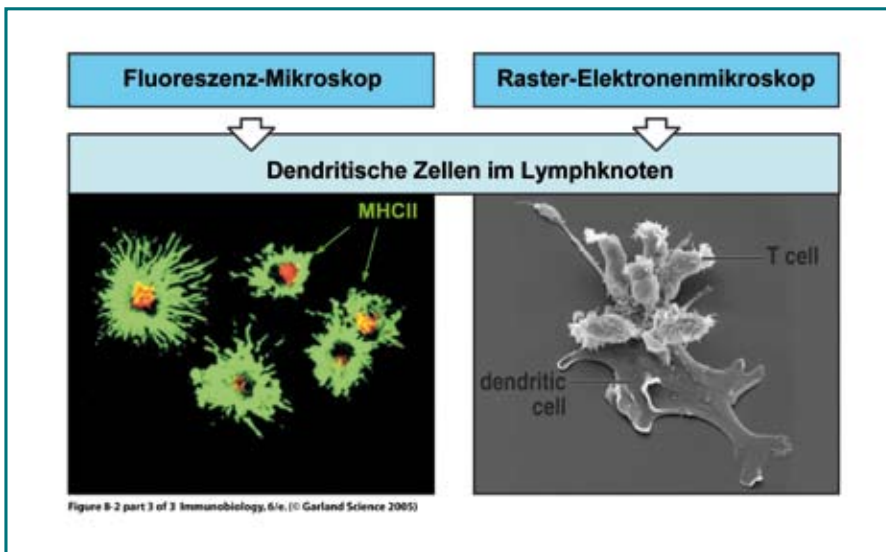 Fluoreszenz-Mikroskop
Raster-Elektronenmikroskop
Dendritische Zellen im Lymphknoten
MHCII
T cell
dendritic
cell
Figure 8-2 part 3 of 3 Immunobiology, 6/e. (© Garland Science 2005)